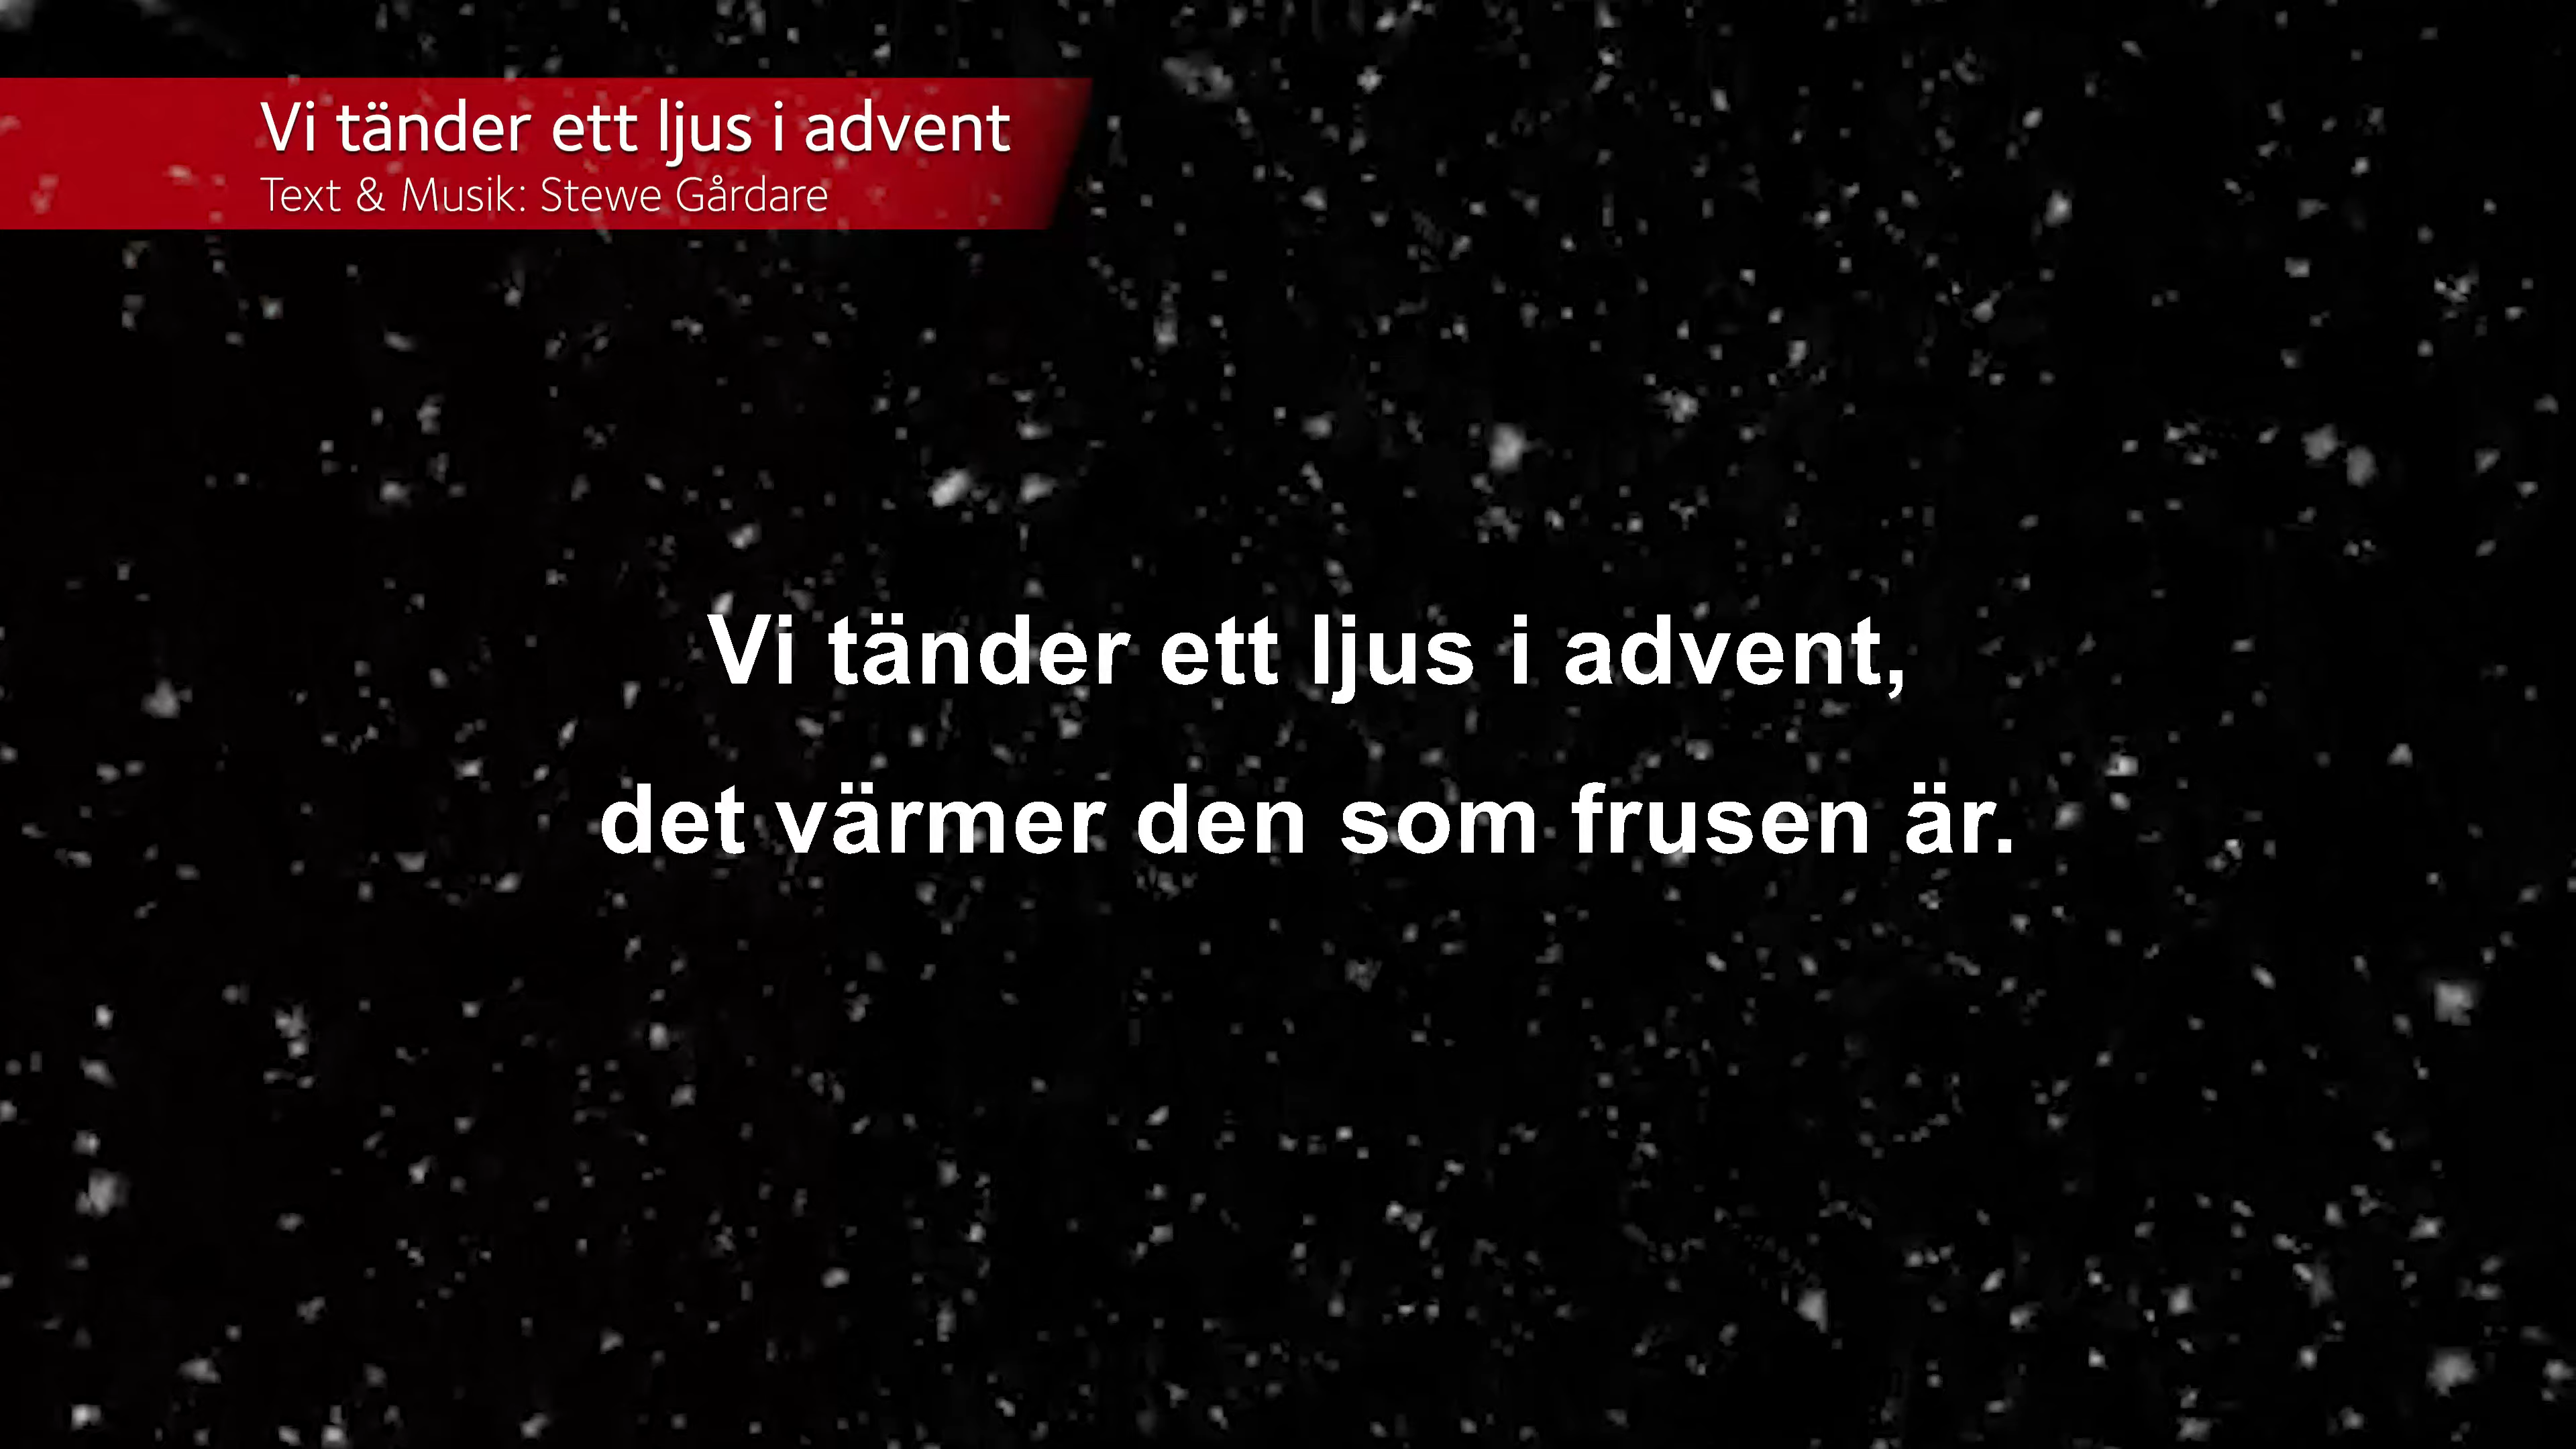 Vi tänder ett ljus i advent
Text & Musik: Stewe Gårdare
Vi tänder ett ljus i advent,
det värmer den som frusen är.